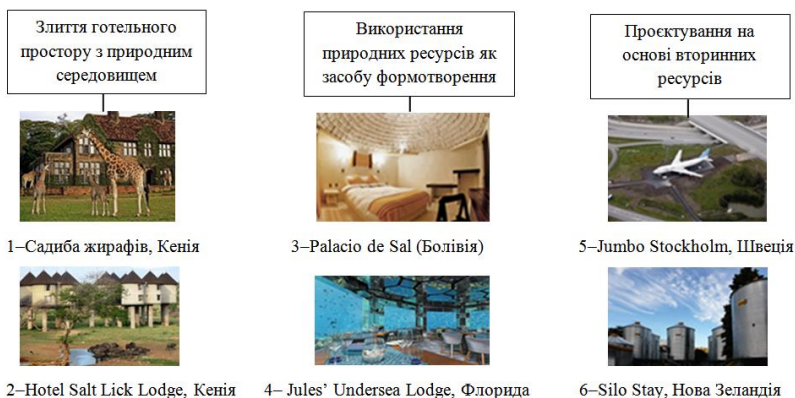 Злиття готельного
простору з природним
середовищем
Використання
природних ресурсів як
засобу формотворення
Проєктування на
основі вторинних
ресурсів
1–Садиба жирафів, Кенія
3–Palacio de Sal (Болівія)
5–Jumbo Stockholm, Швеція
2–Hotel Salt Lick Lodge, Кенія
4– Jules’ Undersea Lodge, Флорида
6–Silo Stay, Нова Зеландія